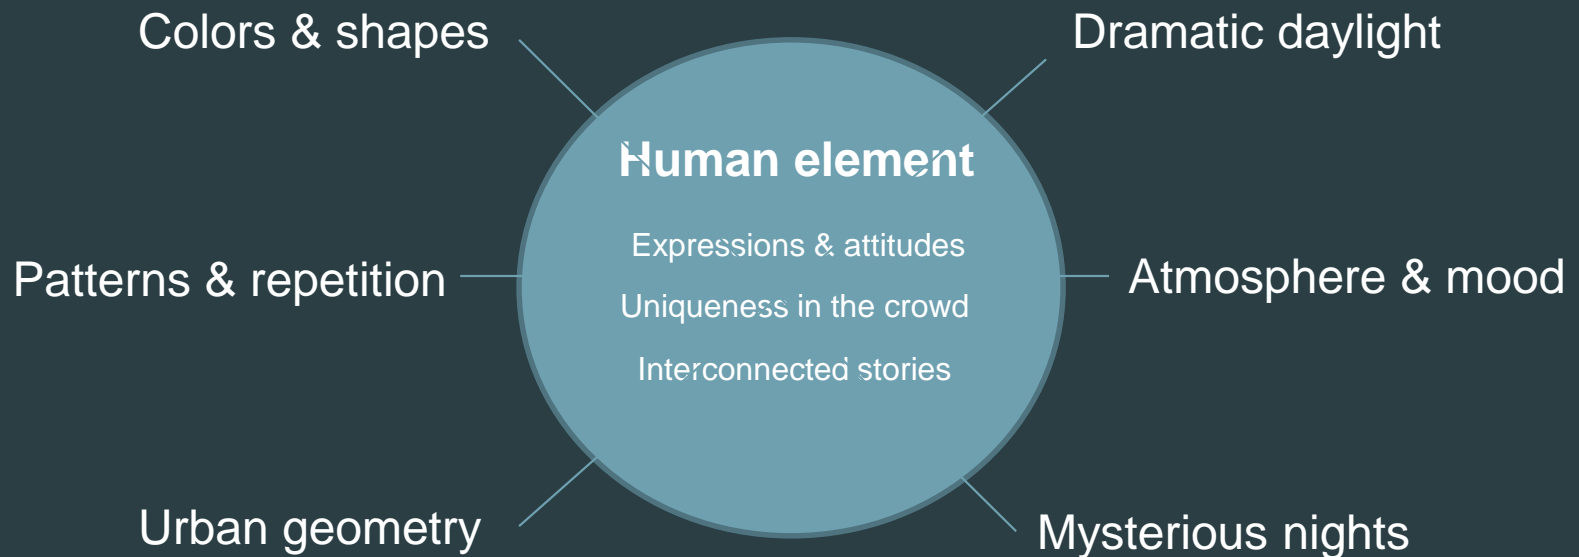 Colors & shapes
Dramatic daylight
Human element
Expressions & attitudes
Patterns & repetition
Atmosphere & mood
Uniqueness in the crowd
Interconnected stories
Urban geometry
Mysterious nights